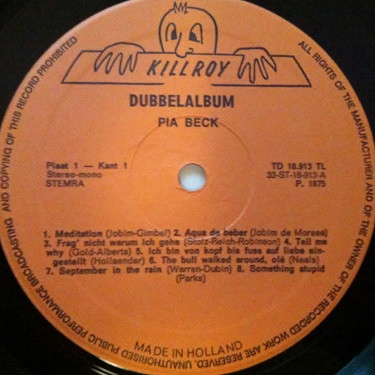 KILLROY
DUBBELALBUM
PIA BECK
Plaat 1 — Kant 1
Stereo-mono
STEMRA
TD 18.913 TL
33-ST-18-913-A
P. 1975
1. Meditation (Jobim-Gimbel) 2. Aqua de beber (Jobim de Moraes)
3. Frag' nicht warum ich gehe (Stolz-Reich-Robinson) 4. Tell me
why (Gold-Alberts) 5. Ich bin von kopf bis fuss auf liebe ein-
gestellt (Hollaender) 6. The bull walked around, olé (Neals)
7. September in the rain (Warren-Dubin) 8. Something stupid
(Parks)
MADE IN HOLLAND
ALL RIGHTS OF THE MANUFACTURER AND OF THE OWNER OF THE RECORDED WORK ARE RESERVED. UNAUTHORISED PUBLIC PERFORMANCE BROADCASTING AND COPYING OF THIS RECORD PROHIBITED